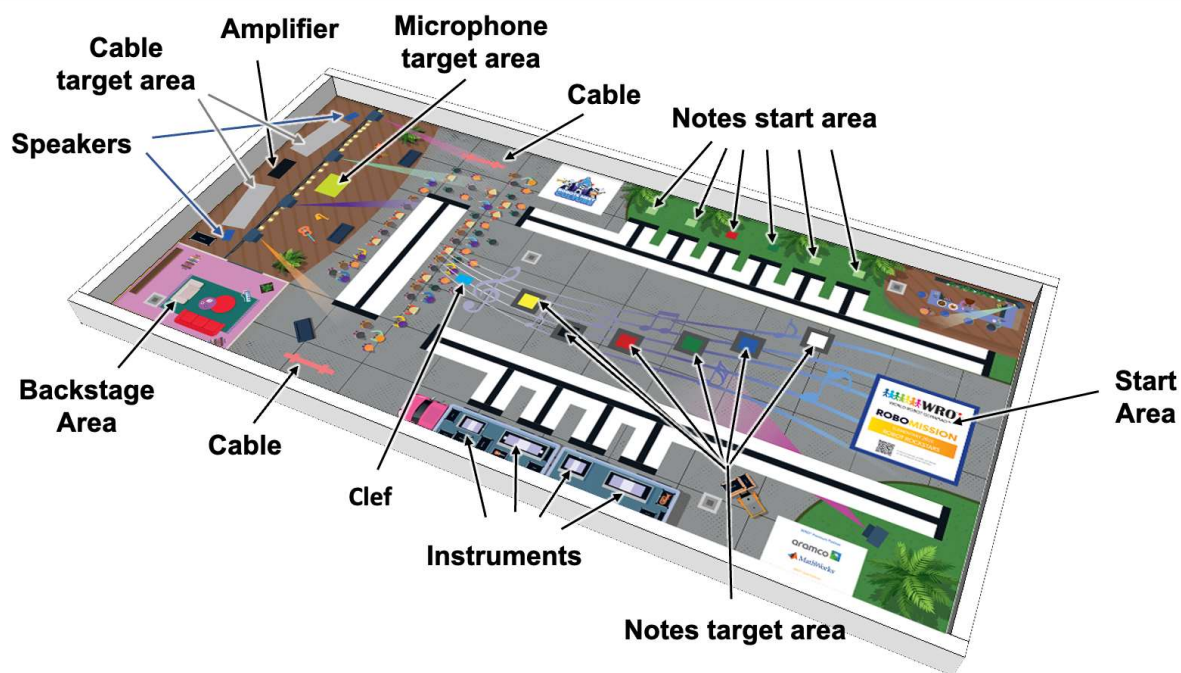 Amplifier
Microphone
target area
Cable
target area
Cable
Notes start area
Speakers
Backstage
Area
Cable
Clef
Instruments
Notes target area
Start
Area
WRO
ROBOMISSION
aramco
MathWorks